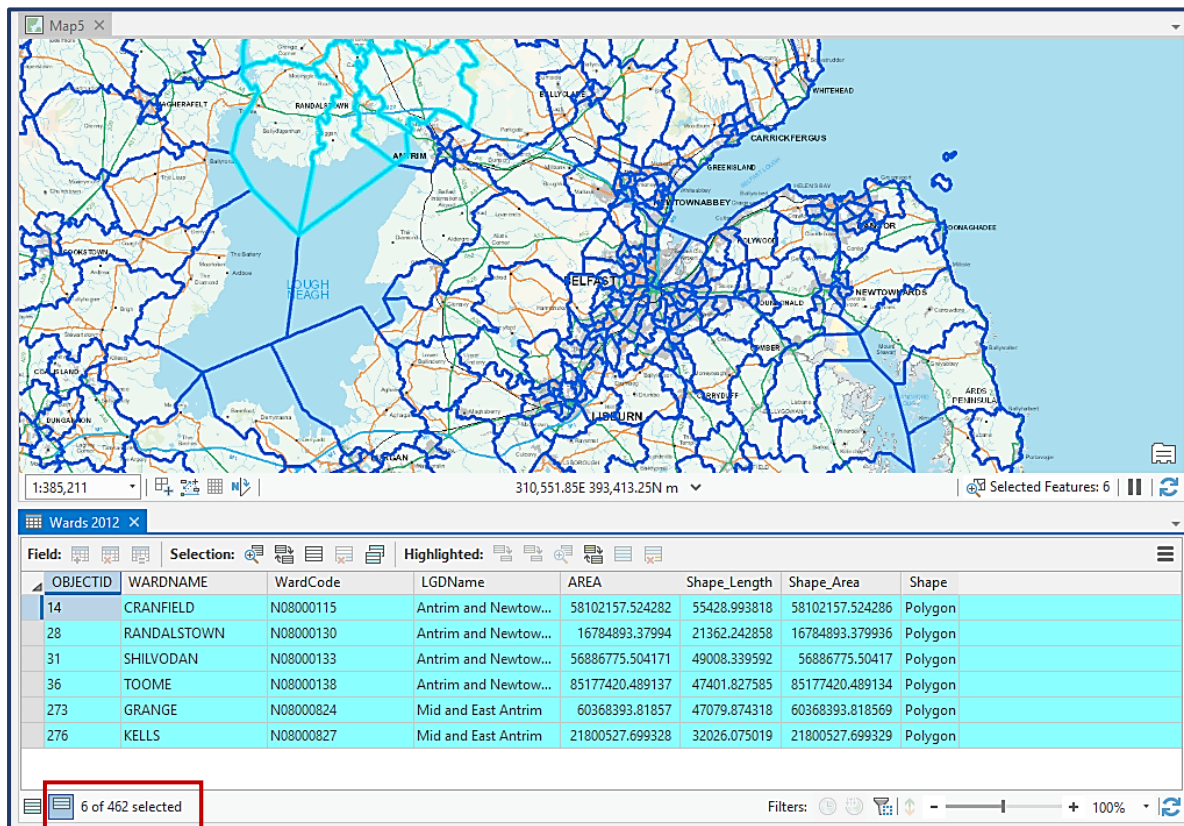 Map5
WHITEHEAD
RANDALSTOWN
BALLYCLARE
CARRICKFERGUS
ANTRIM
GREENISLAND
HELEN'S BAY
NEWTOWNABBEY
HOLYWOOD
BANGOR
DONAGHADEE
COOKSTOWN
The Battery
Ardboe
LOUGH
NEAGH
BELFAST
DUNDONALD
NEWTOWNARDS
COMBER
COALISLAND
CARRYDUFF
ARDS
PENINSULA
DUNGANNON
LISBURN
LURGAN
1:385,211 310,551.85E 393,413.25N m Selected Features: 6
Wards 2012
Field: Selection: Highlighted:
OBJECTID WARDNAME WardCode LGDName AREA Shape_Length Shape_Area Shape
14 CRANFIELD N08000115 Antrim and Newtow... 58102157.524282 55428.993818 58102157.524286 Polygon
28 RANDALSTOWN N08000130 Antrim and Newtow... 16784893.37994 21362.242858 16784893.379936 Polygon
31 SHILVODAN N08000133 Antrim and Newtow... 56886775.504171 49008.339592 56886775.50417 Polygon
36 TOOME N08000138 Antrim and Newtow... 85177420.489137 47401.827585 85177420.489134 Polygon
273 GRANGE N08000824 Mid and East Antrim 60368393.81857 47079.874318 60368393.818569 Polygon
276 KELLS N08000827 Mid and East Antrim 21800527.699328 32026.075019 21800527.699329 Polygon
6 of 462 selected Filters: - + 100%